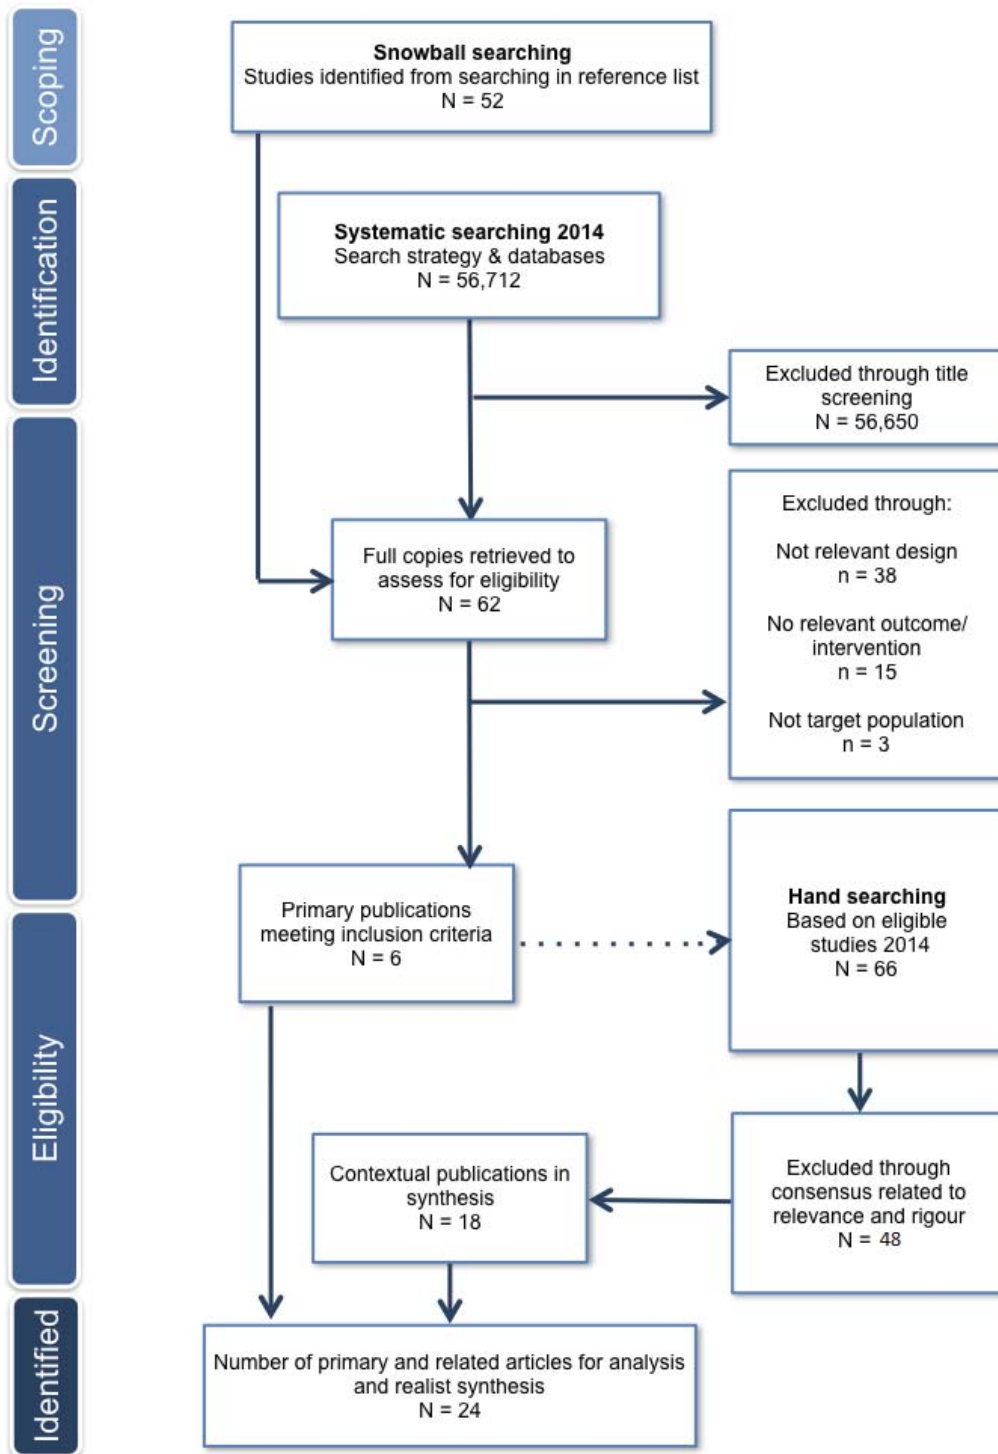 Scoping
Snowball searching
Studies identified from searching in reference list
N = 52
Identification
Systematic searching 2014
Search strategy & databases
N = 56,712
Excluded through title
screening
N = 56,650
Screening
Full copies retrieved to
assess for eligibility
N = 62
Excluded through:
Not relevant design
n = 38
No relevant outcome/
intervention
n = 15
Not target population
n = 3
Eligibility
Primary publications
meeting inclusion criteria
N = 6
Hand searching
Based on eligible
studies 2014
N = 66
Excluded through
consensus related to
relevance and rigour
N = 48
Contextual publications in
synthesis
N = 18
Identified
Number of primary and related articles for analysis
and realist synthesis
N = 24